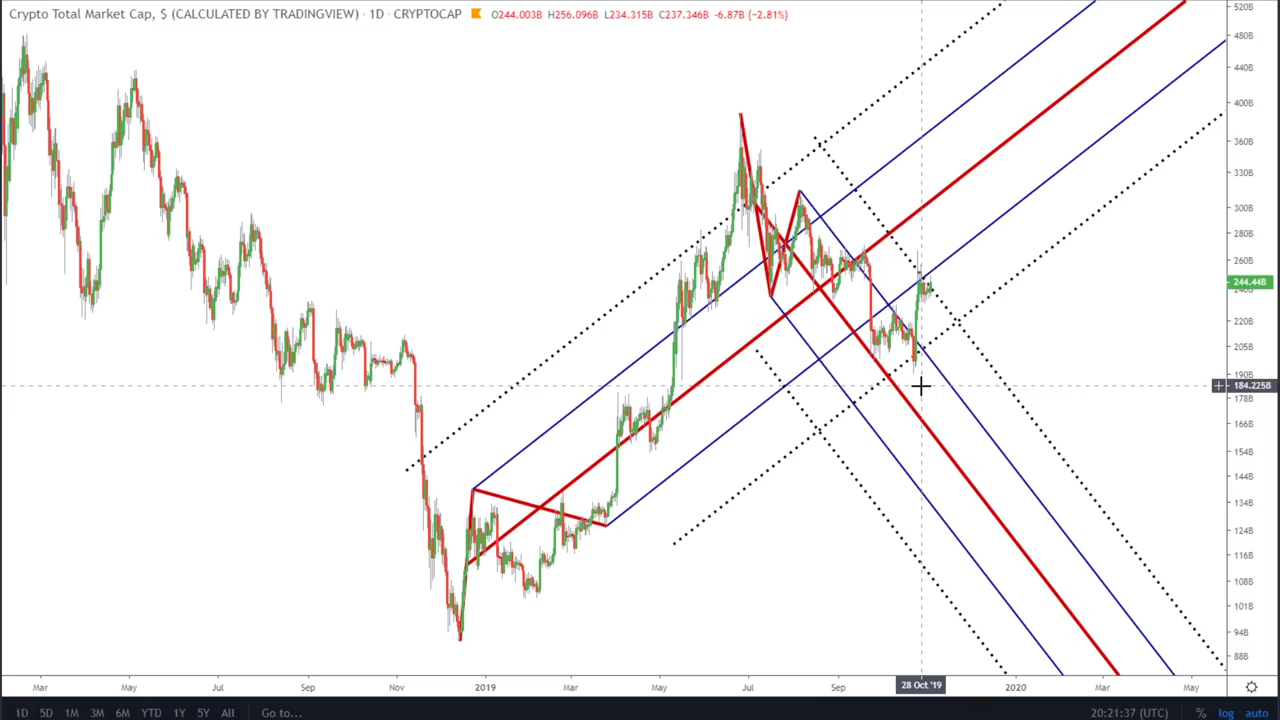 Crypto Total Market Cap, $ (CALCULATED BY TRADINGVIEW) · 1D · CRYPTOCAP O244.003B H256.096B L234.315B C237.346B -6.87B (-2.81%)
520B
480B
440B
400B
360B
330B
300B
280B
260B
244.44B
240B
220B
205B
190B
184.225B
178B
166B
154B
144B
134B
124B
116B
108B
101B
94B
88B
Mar May Jul Sep Nov 2019 Mar May Jul Sep 28 Oct '19 2020 Mar May
1D 5D 1M 3M 6M YTD 1Y 5Y All Go to... 20:21:37 (UTC) % log auto